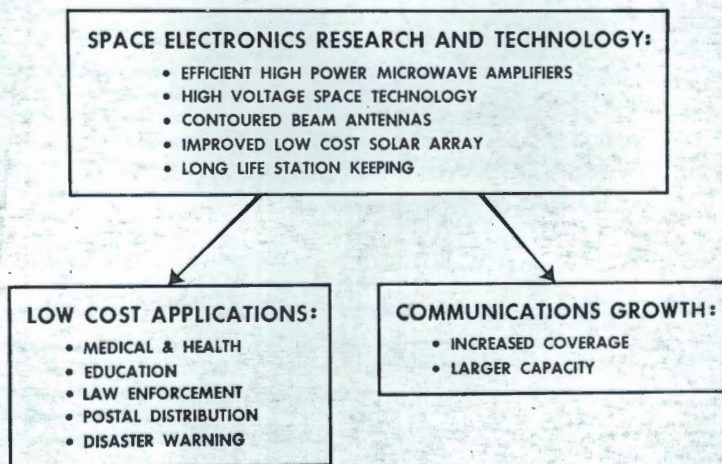 SPACE ELECTRONICS RESEARCH AND TECHNOLOGY:
• EFFICIENT HIGH POWER MICROWAVE AMPLIFIERS
• HIGH VOLTAGE SPACE TECHNOLOGY
• CONTOURED BEAM ANTENNAS
• IMPROVED LOW COST SOLAR ARRAY
• LONG LIFE STATION KEEPING
LOW COST APPLICATIONS:
• MEDICAL & HEALTH
• EDUCATION
• LAW ENFORCEMENT
• POSTAL DISTRIBUTION
• DISASTER WARNING
COMMUNICATIONS GROWTH:
• INCREASED COVERAGE
• LARGER CAPACITY